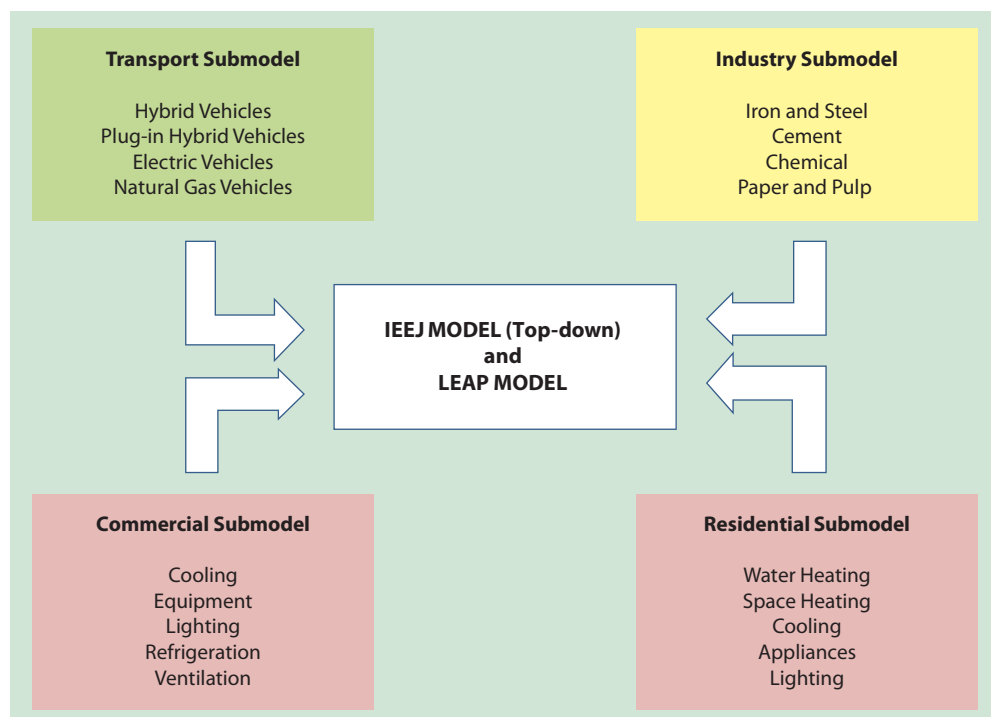 Transport Submodel
Hybrid Vehicles
Plug-in Hybrid Vehicles
Electric Vehicles
Natural Gas Vehicles
Industry Submodel
Iron and Steel
Cement
Chemical
Paper and Pulp
IEEJ MODEL (Top-down)
and
LEAP MODEL
Commercial Submodel
Cooling
Equipment
Lighting
Refrigeration
Ventilation
Residential Submodel
Water Heating
Space Heating
Cooling
Appliances
Lighting